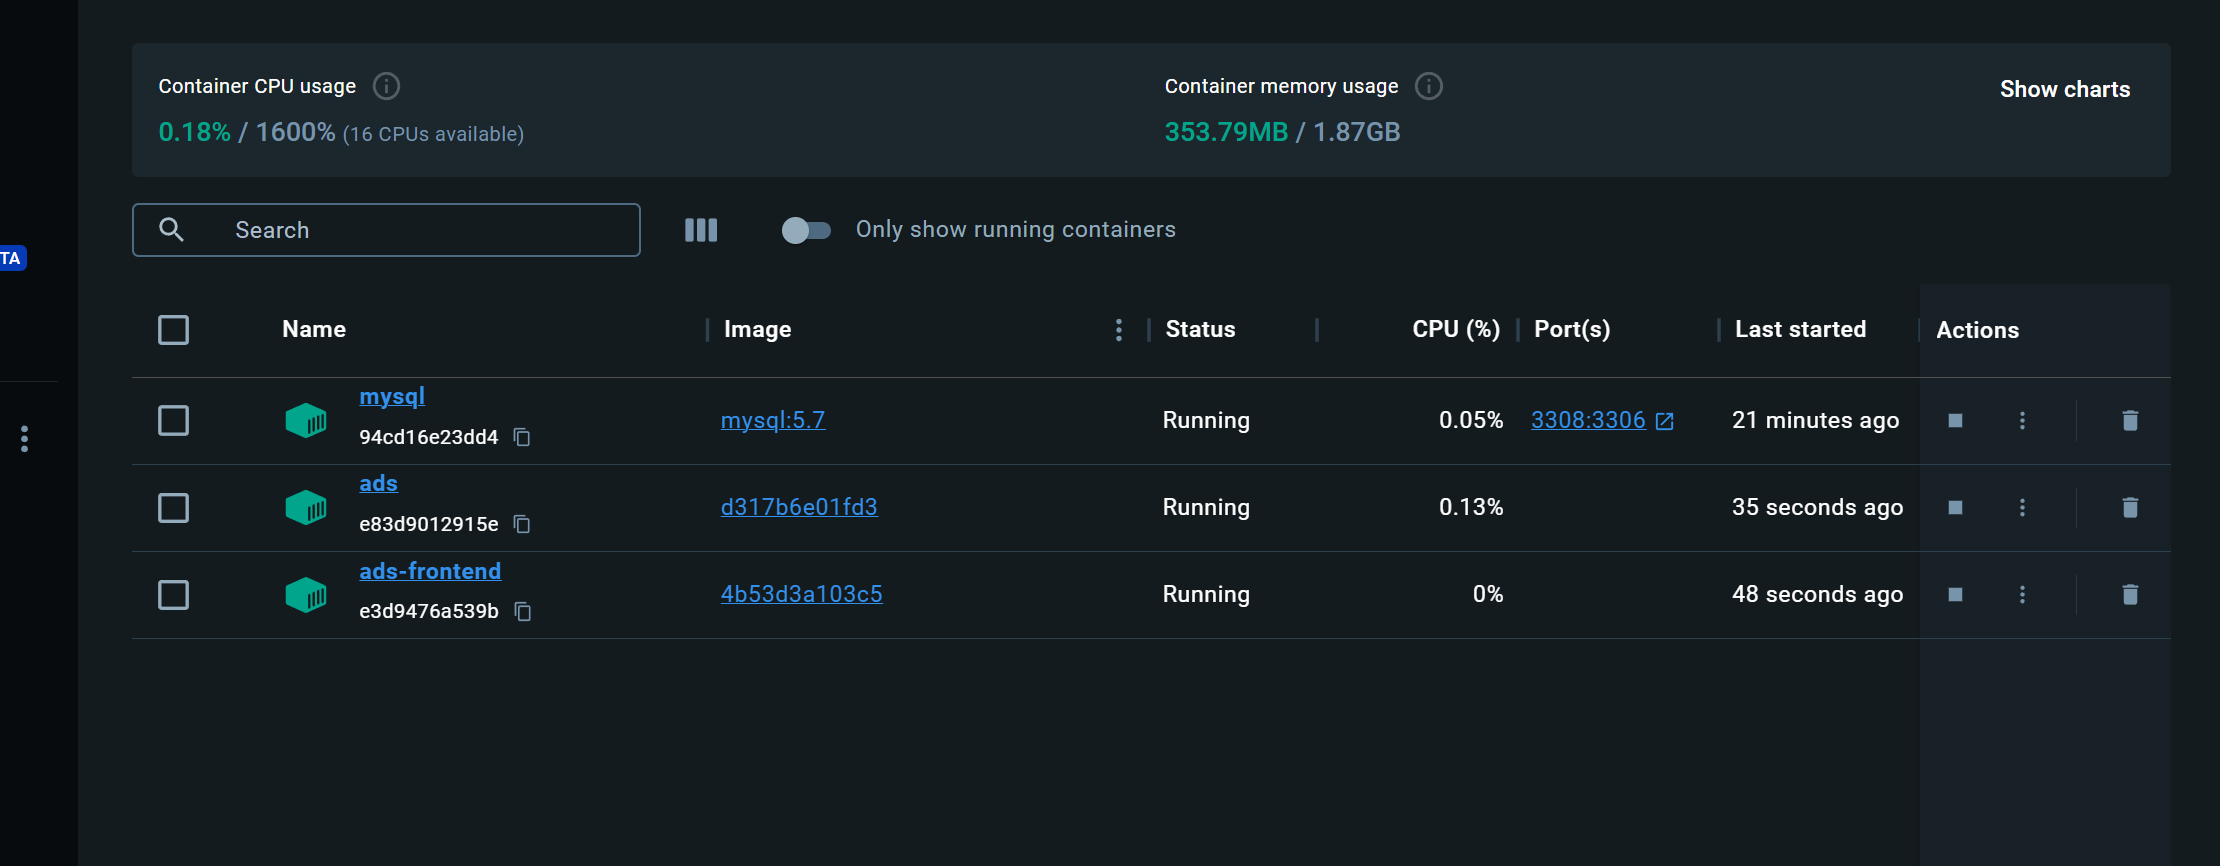 Container CPU usage
0.18% / 1600% (16 CPUs available)
Container memory usage
353.79MB / 1.87GB
Show charts
Search
Only show running containers
TA
Name Image Status CPU (%) Port(s) Last started Actions
mysql
94cd16e23dd4
mysql:5.7 Running 0.05% 3308:3306 21 minutes ago
ads
e83d9012915e
d317b6e01fd3 Running 0.13% 35 seconds ago
ads-frontend
e3d9476a539b
4b53d3a103c5 Running 0% 48 seconds ago